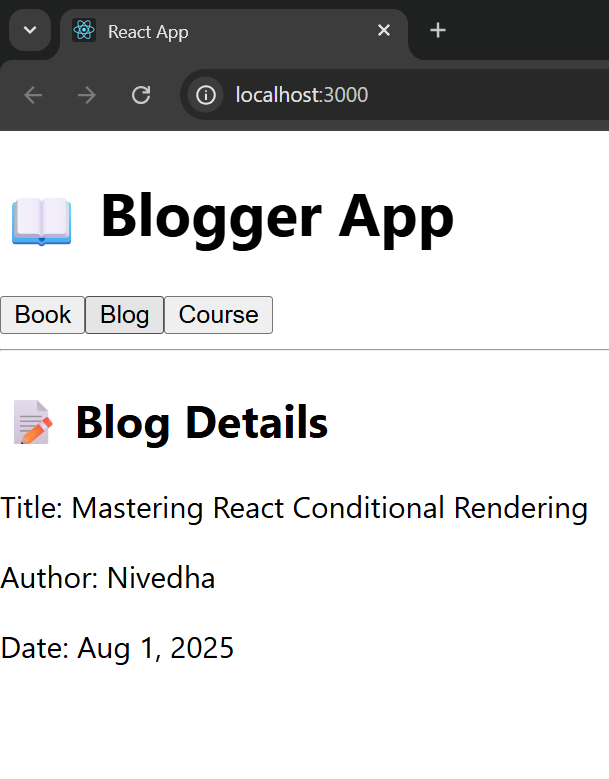 React App
localhost:3000
Blogger App
Book Blog Course
Blog Details
Title: Mastering React Conditional Rendering
Author: Nivedha
Date: Aug 1, 2025